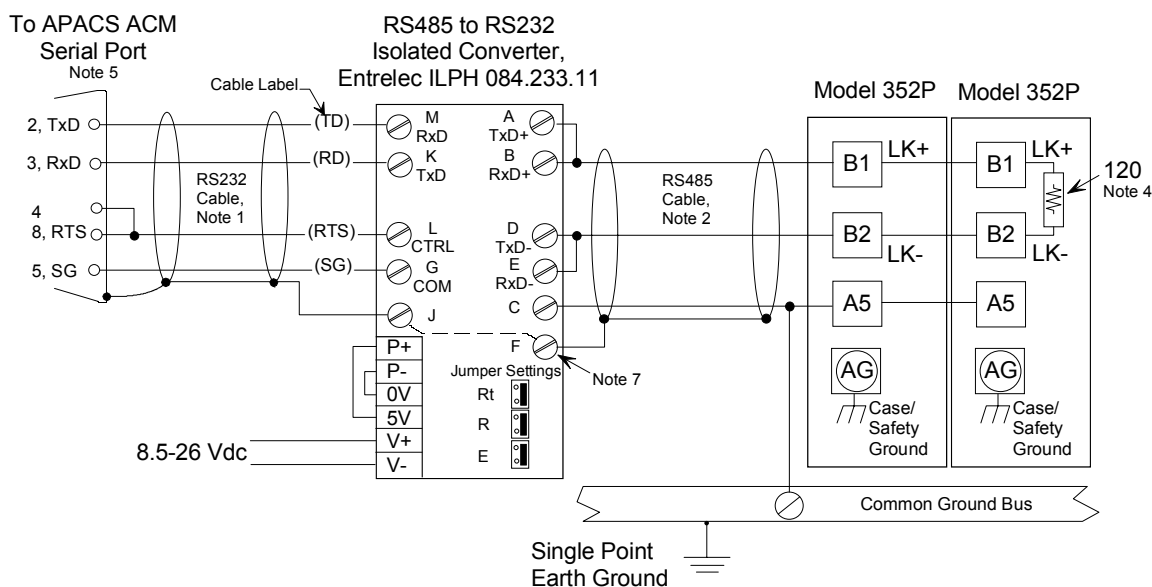 To APACS ACM
Serial Port
Note 5
RS485 to RS232
Isolated Converter,
Entrelec ILPH 084.233.11
Cable Label
2, TxD
(TD)
M
RxD
A
TxD+
3, RxD
(RD)
K
TxD
B
RxD+
RS232
Cable,
Note 1
4
8, RTS
(RTS)
L
CTRL
D
TxD-
5, SG
(SG)
G
COM
E
RxD-
C
J
F
Note 7
RS485
Cable,
Note 2
P+
P-
0V
5V
V+
V-
8.5-26 Vdc
Jumper Settings
Rt
R
E
Model 352P
B1
LK+
B2
LK-
A5
AG
Case/
Safety
Ground
Model 352P
B1
LK+
B2
LK-
A5
AG
Case/
Safety
Ground
120
Note 4
Common Ground Bus
Single Point
Earth Ground